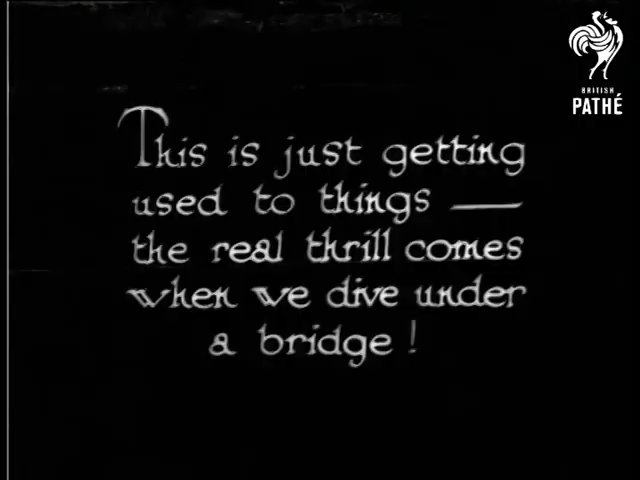 BRITISH
PATHÉ
This is just getting
used to things —
the real thrill comes
when we dive under
a bridge!